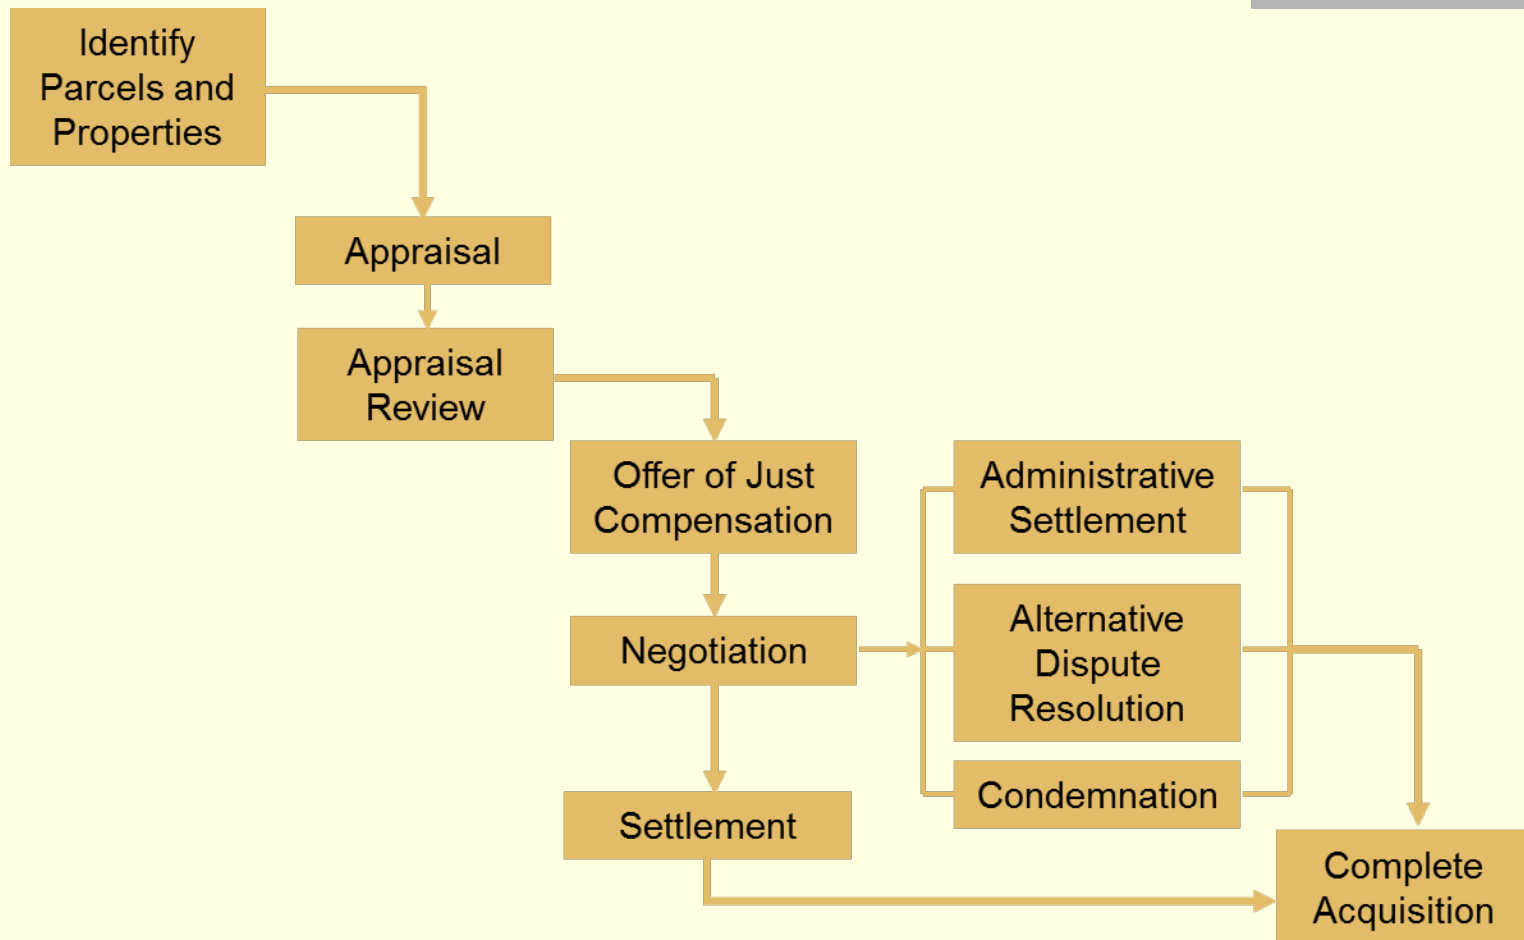 Identify
Parcels and
Properties
Appraisal
Appraisal
Review
Offer of Just
Compensation
Administrative
Settlement
Negotiation
Alternative
Dispute
Resolution
Condemnation
Settlement
Complete
Acquisition